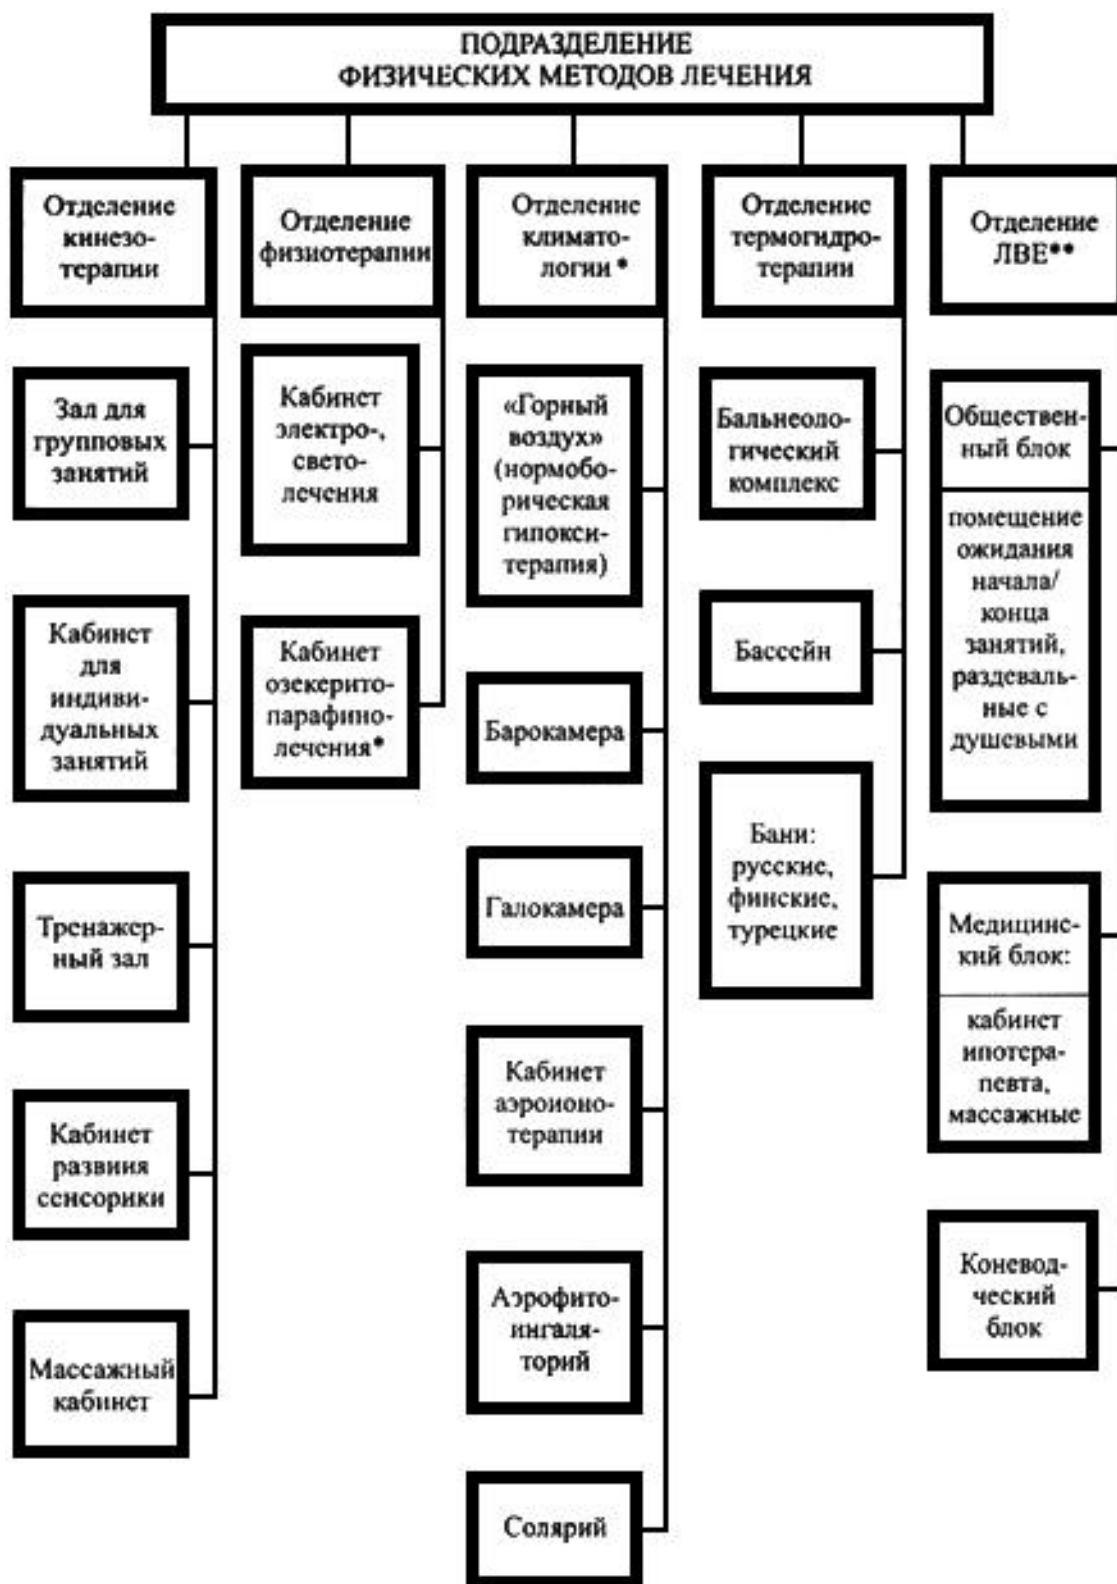 ПОДРАЗДЕЛЕНИЕ
ФИЗИЧЕСКИХ МЕТОДОВ ЛЕЧЕНИЯ
Отделение
кинезо-
терапии
Зал для
групповых
занятий
Кабинет
для
индиви-
дуальных
занятий
Тренажер-
ный зал
Кабинет
развиия
сенсорики
Массажный
кабинет
Отделение
физиотерапии
Кабинет
электро-,
свето-
лечения
Кабинет
озекерито-
парафино-
лечения*
Отделение
климато-
логии *
«Горный
воздух»
(нормобо-
рическая
гипокси-
терапия)
Барокамера
Галокамера
Кабинет
аэроионо-
терапии
Аэрофито-
ингаля-
торий
Солярий
Отделение
термогидро-
терапии
Бальнеоло-
гический
комплекс
Бассейн
Бани:
русские,
финские,
турецкие
Отделение
ЛВЕ**
Обществен-
ный блок
помещение
ожидания
начала/
конца
занятий,
раздеваль-
ные с
душевыми
Медицинс-
кий блок:
кабинет
ипотера-
певта,
массажные
Коневод-
ческий
блок